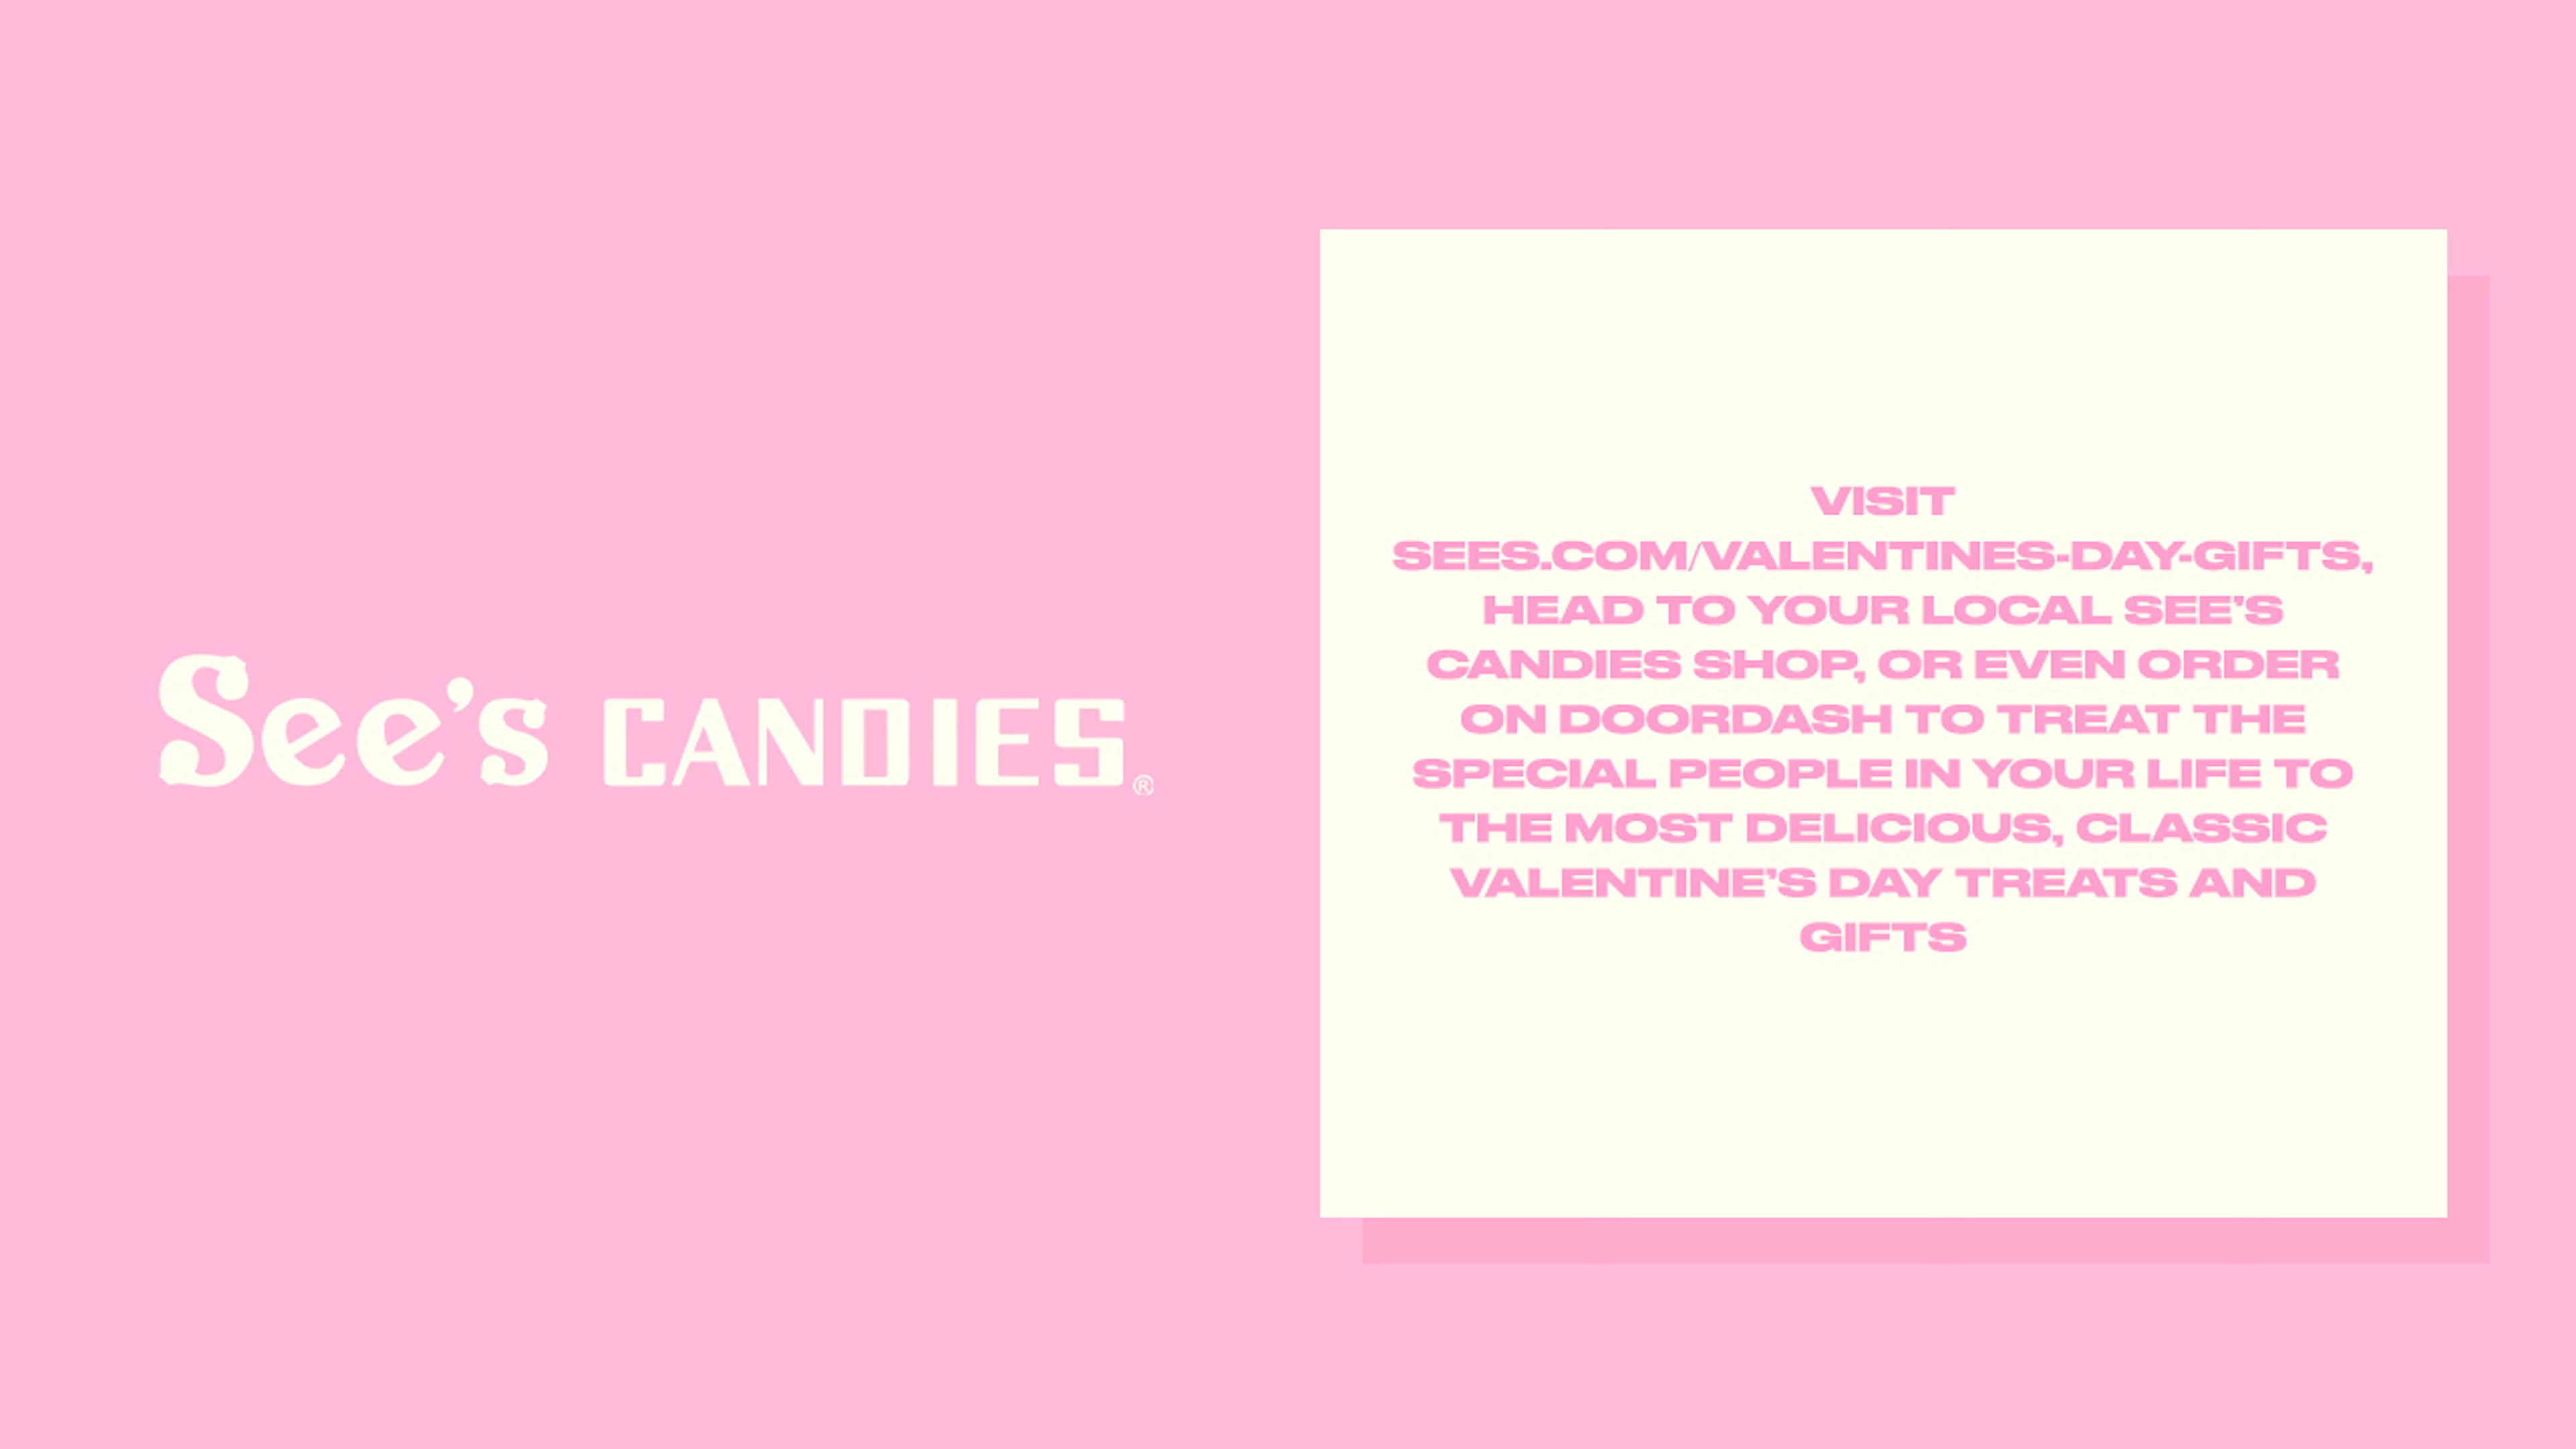 See's CANDIES®
VISIT
SEES.COM/VALENTINES-DAY-GIFTS,
HEAD TO YOUR LOCAL SEE'S
CANDIES SHOP, OR EVEN ORDER
ON DOORDASH TO TREAT THE
SPECIAL PEOPLE IN YOUR LIFE TO
THE MOST DELICIOUS, CLASSIC
VALENTINE'S DAY TREATS AND
GIFTS